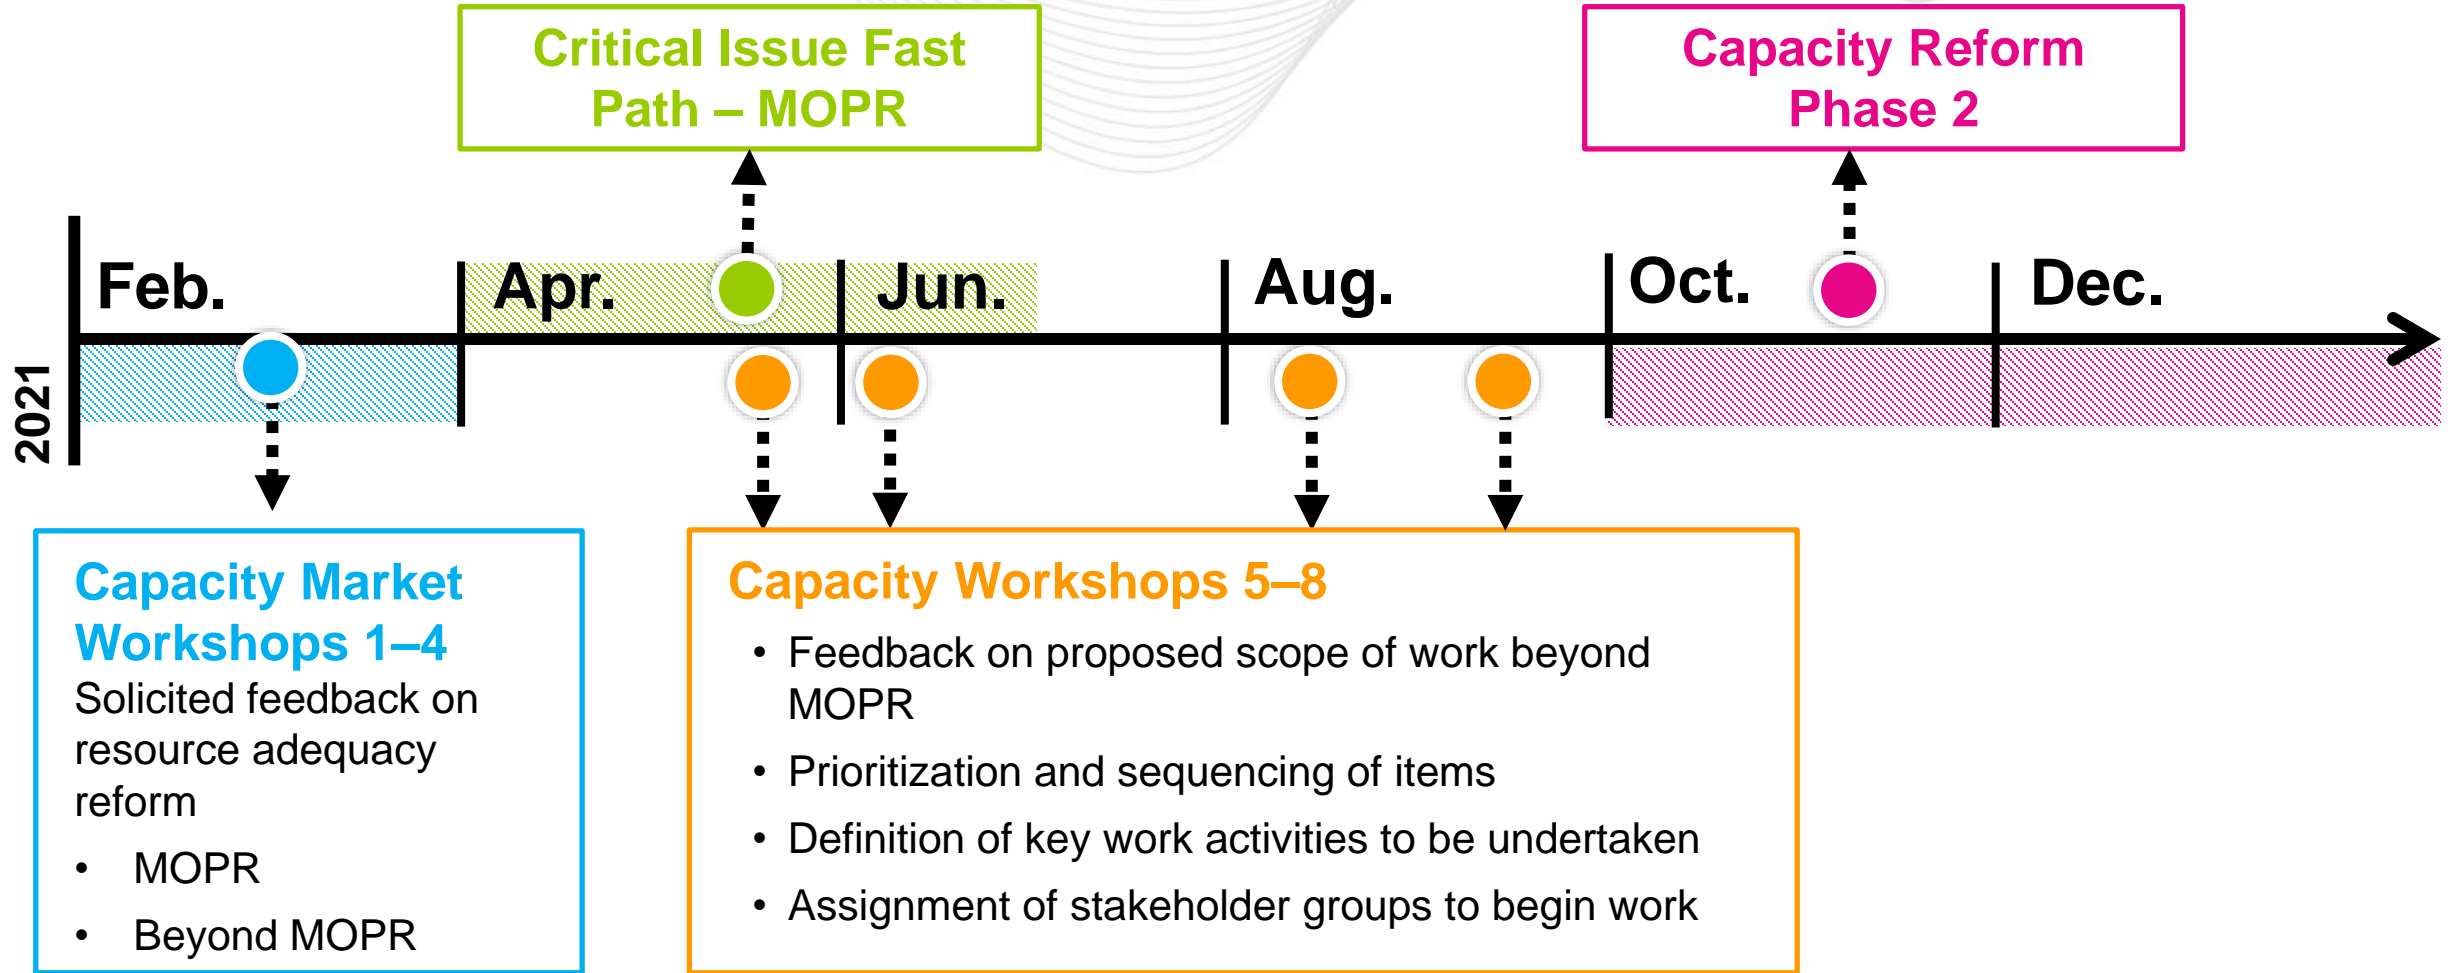 Critical Issue Fast
Path – MOPR
Capacity Reform
Phase 2
2021
Feb.
Apr.
Jun.
Aug.
Oct.
Dec.
Capacity Market
Workshops 1–4
Solicited feedback on
resource adequacy
reform
• MOPR
• Beyond MOPR
Capacity Workshops 5–8
• Feedback on proposed scope of work beyond
MOPR
• Prioritization and sequencing of items
• Definition of key work activities to be undertaken
• Assignment of stakeholder groups to begin work